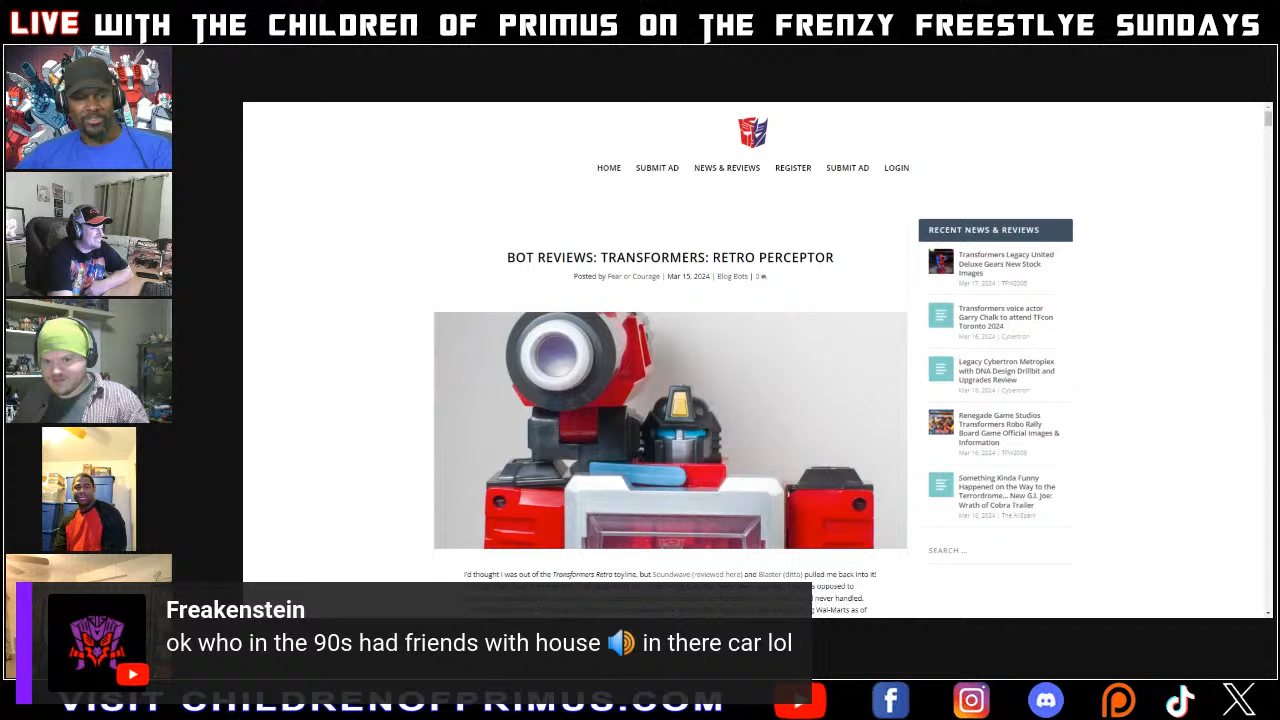 LIVE WITH THE CHILDREN OF PRIMUS ON THE FRENZY FREESTLYE SUNDAYS
HOME SUBMIT AD NEWS & REVIEWS REGISTER SUBMIT AD LOGIN
BOT REVIEWS: TRANSFORMERS: RETRO PERCEPTOR
Posted by Fear or Courage | Mar 15, 2024 | Blog Bots | 0
I'd thought I was out of the Transformers Retro toyline, but Soundwave (reviewed here) and Blaster (ditto) pulled me back into it!
opposed to
never handled.
Wal-Marts as of
RECENT NEWS & REVIEWS
Transformers Legacy United
Deluxe Gears New Stock
Images
Mar 17, 2024 | TFW2005
Transformers voice actor
Garry Chalk to attend TFcon
Toronto 2024
Mar 16, 2024 | Cybertron
Legacy Cybertron Metroplex
with DNA Design Drillbit and
Upgrades Review
Mar 16, 2024 | Cybertron
Renegade Game Studios
Transformers Robo Rally
Board Game Official Images &
Information
Mar 16, 2024 | TFW2005
Something Kinda Funny
Happened on the Way to the
Terrordrome... New G.I. Joe:
Wrath of Cobra Trailer
Mar 16, 2024 | The AllSpark
SEARCH ...
Freakenstein
ok who in the 90s had friends with house 🔊 in there car lol
VISIT CHILDRENOFPRIMUS.COM